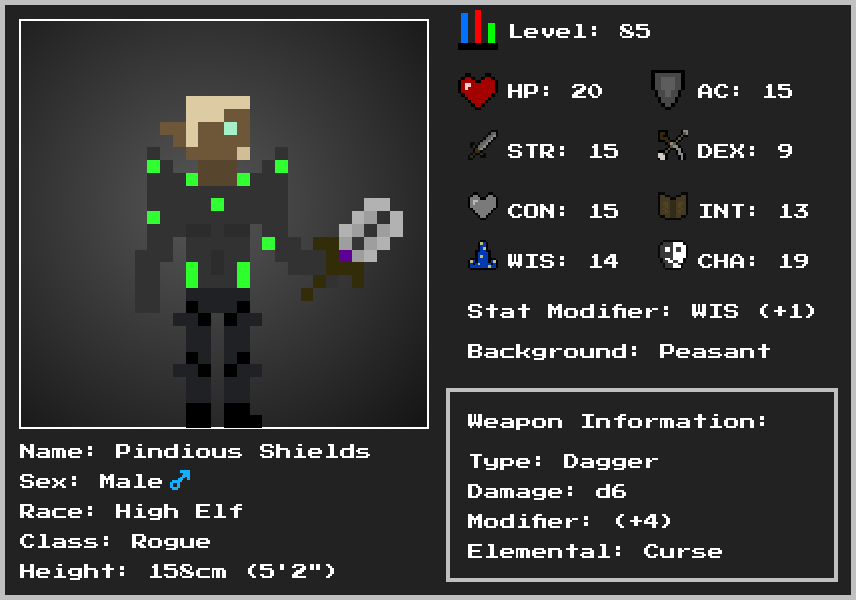 Level: 85
HP: 20 AC: 15
STR: 15 DEX: 9
CON: 15 INT: 13
WIS: 14 CHA: 19
Stat Modifier: WIS (+1)
Background: Peasant
Weapon Information:
Type: Dagger
Damage: d6
Modifier: (+4)
Elemental: Curse
Name: Pindious Shields
Sex: Male♂
Race: High Elf
Class: Rogue
Height: 158cm (5'2")